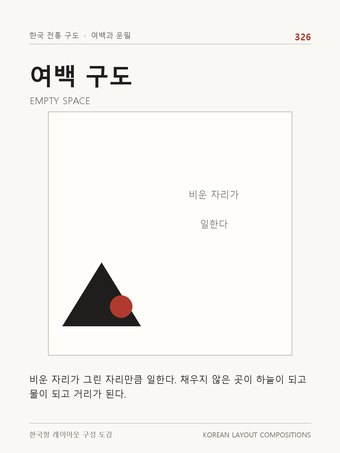 한국 전통 구도 · 여백과 운필
326
여백 구도
EMPTY SPACE
비운 자리가
일한다
비운 자리가 그린 자리만큼 일한다. 채우지 않은 곳이 하늘이 되고
물이 되고 거리가 된다.
한국형 레이아웃 구성 도감
KOREAN LAYOUT COMPOSITIONS